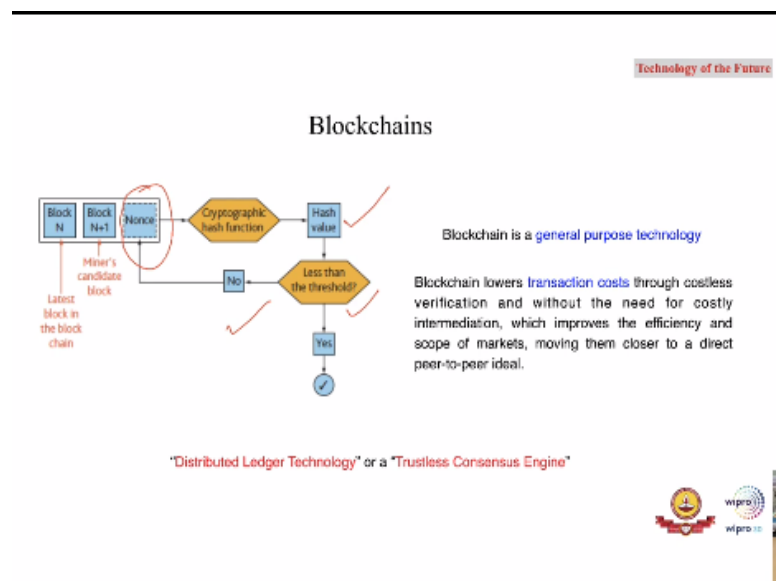 Technology of the Future
Blockchains
Block
N
Block
N+1
Nonce
Cryptographic
hash function
Hash
value
Miner's
candidate
block
Latest
block in
the block
chain
No
Less than
the threshold?
Yes
Blockchain is a general purpose technology
Blockchain lowers transaction costs through costless
verification and without the need for costly
intermediation, which improves the efficiency and
scope of markets, moving them closer to a direct
peer-to-peer ideal.
"Distributed Ledger Technology" or a "Trustless Consensus Engine"
wipro
wipro